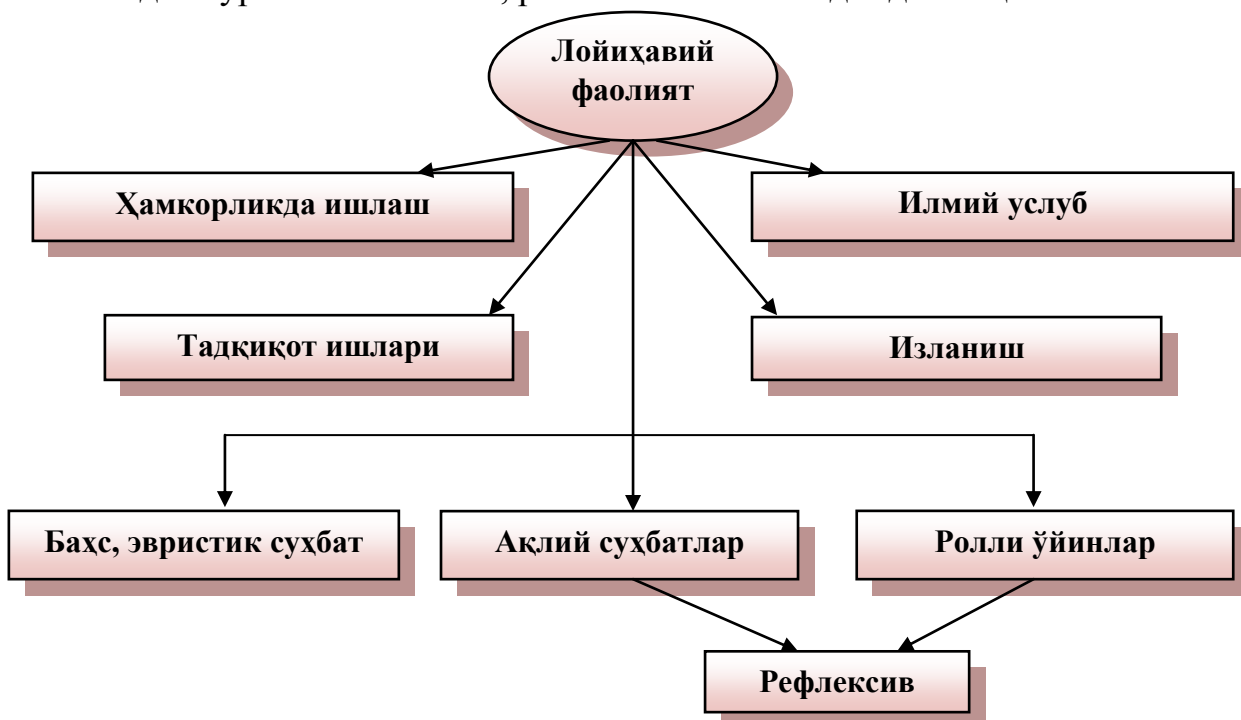 Лойиҳавий
фаолият
Ҳамкорликда ишлаш
Илмий услуб
Тадқиқот ишлари
Изланиш
Баҳс, эвристик суҳбат
Ақлий суҳбатлар
Ролли ўйинлар
Рефлексив